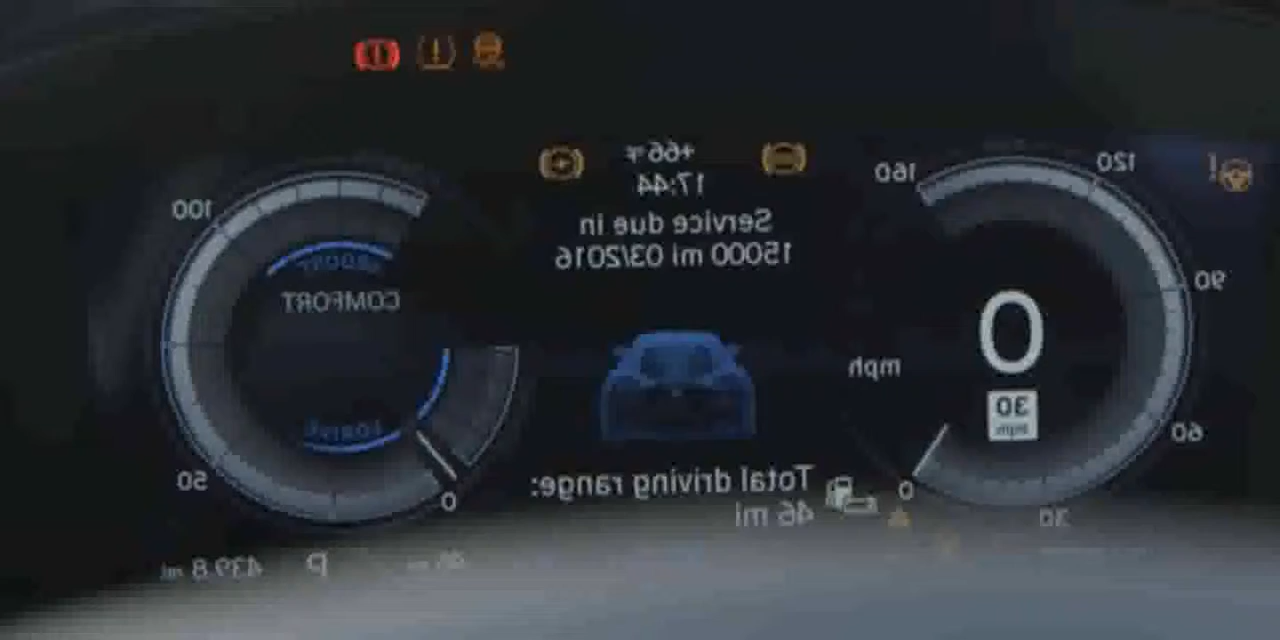 +66°F
17:44
Service due in
15000 mi 03/2016
160
120
90
60
30
0
mph
0
30
mph
100
50
0
COMFORT
Total driving range:
46 mi
P
439.8 mi